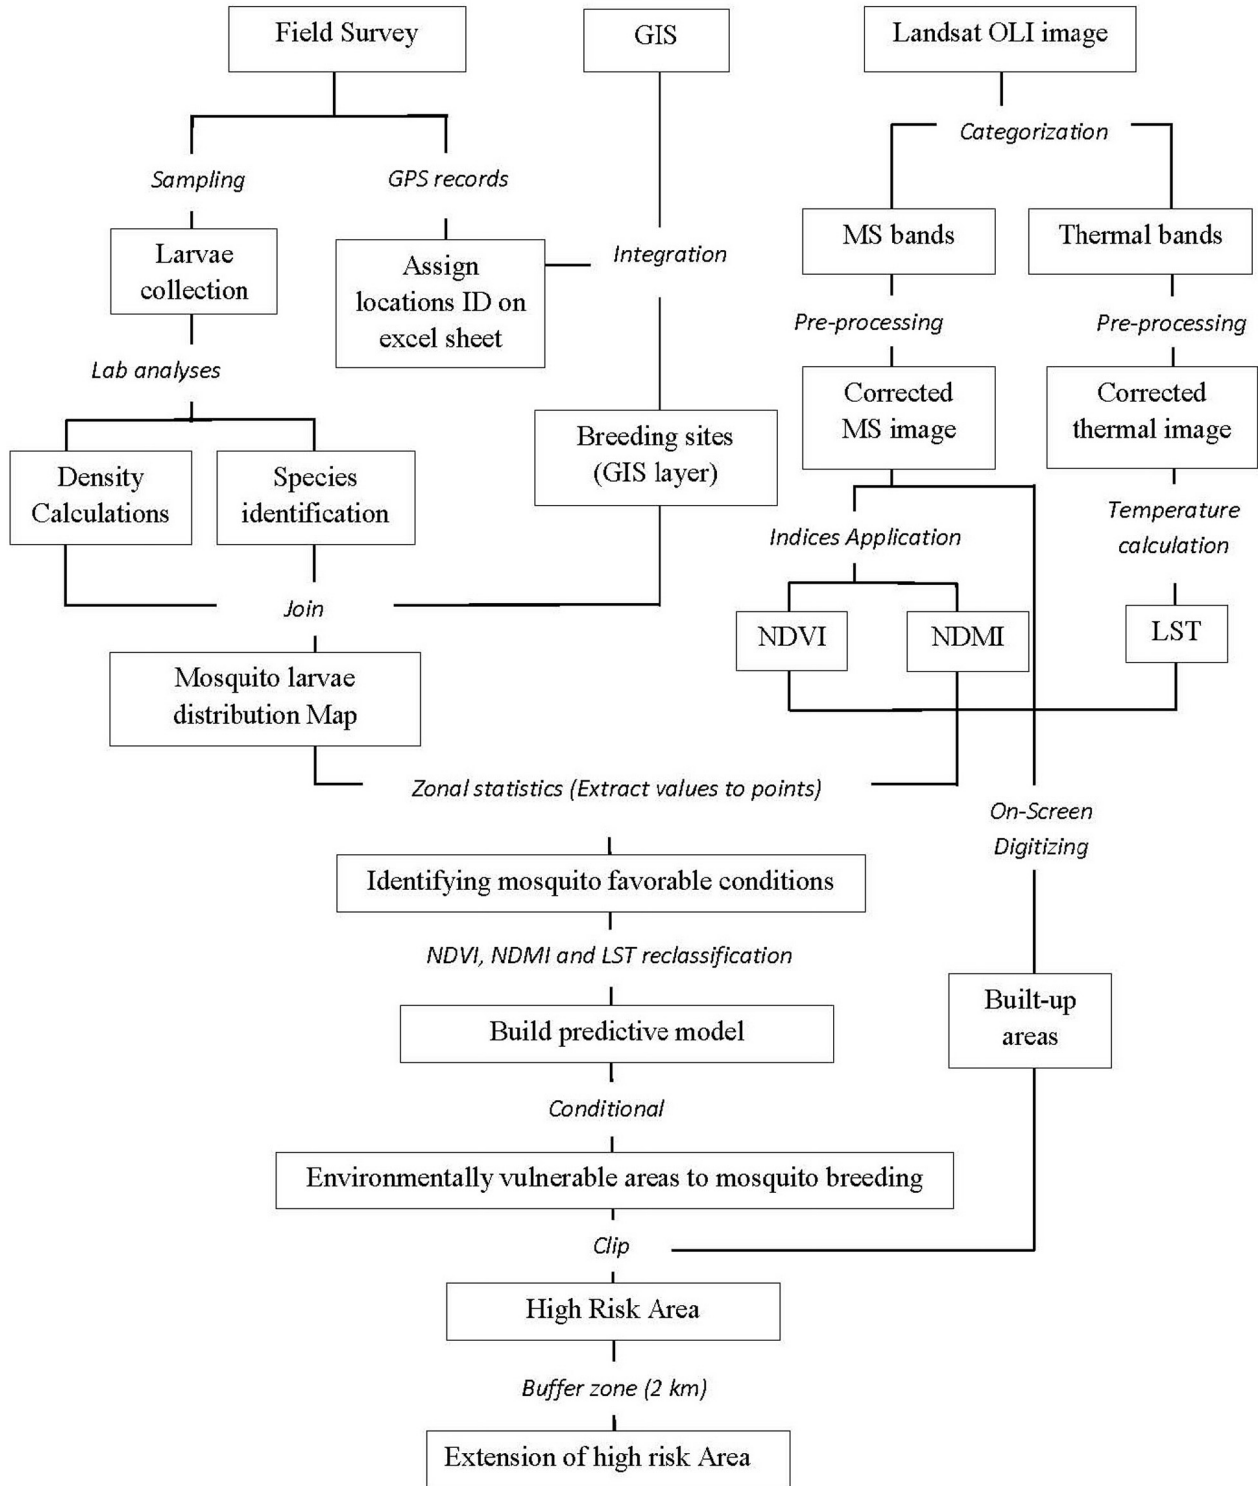 Field Survey
GIS
Landsat OLI image
Categorization
Sampling
GPS records
MS bands
Thermal bands
Larvae
collection
Assign
locations ID on
excel sheet
Integration
Pre-processing
Pre-processing
Lab analyses
Corrected
MS image
Corrected
thermal image
Breeding sites
(GIS layer)
Density
Calculations
Species
identification
Indices Application
Temperature
calculation
Join
NDVI
NDMI
LST
Mosquito larvae
distribution Map
Zonal statistics (Extract values to points)
On-Screen
Digitizing
Identifying mosquito favorable conditions
NDVI, NDMI and LST reclassification
Build predictive model
Built-up
areas
Conditional
Environmentally vulnerable areas to mosquito breeding
Clip
High Risk Area
Buffer zone (2 km)
Extension of high risk Area